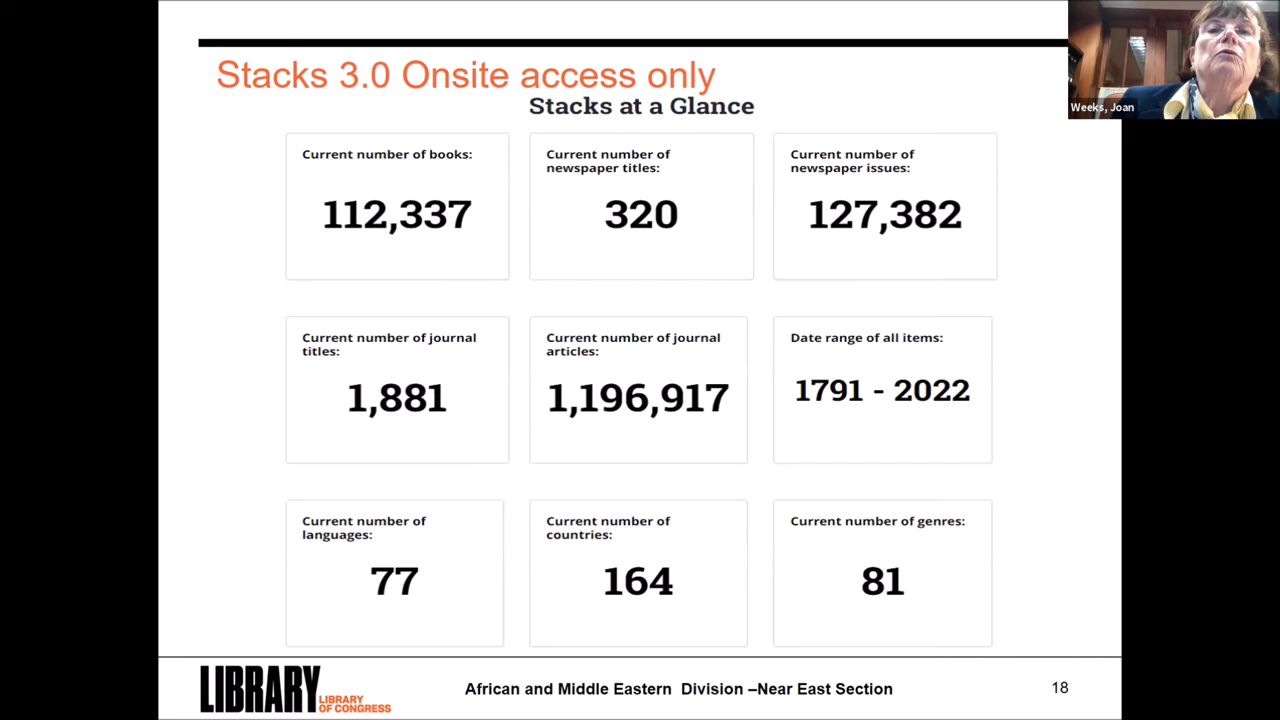 Stacks 3.0 Onsite access only
Stacks at a Glance
Weeks, Joan
Current number of books:
112,337
Current number of
newspaper titles:
320
Current number of
newspaper issues:
127,382
Current number of journal
titles:
1,881
Current number of journal
articles:
1,196,917
Date range of all items:
1791 - 2022
Current number of
languages:
77
Current number of
countries:
164
Current number of genres:
81
LIBRARY
LIBRARY
OF CONGRESS
African and Middle Eastern Division –Near East Section
18